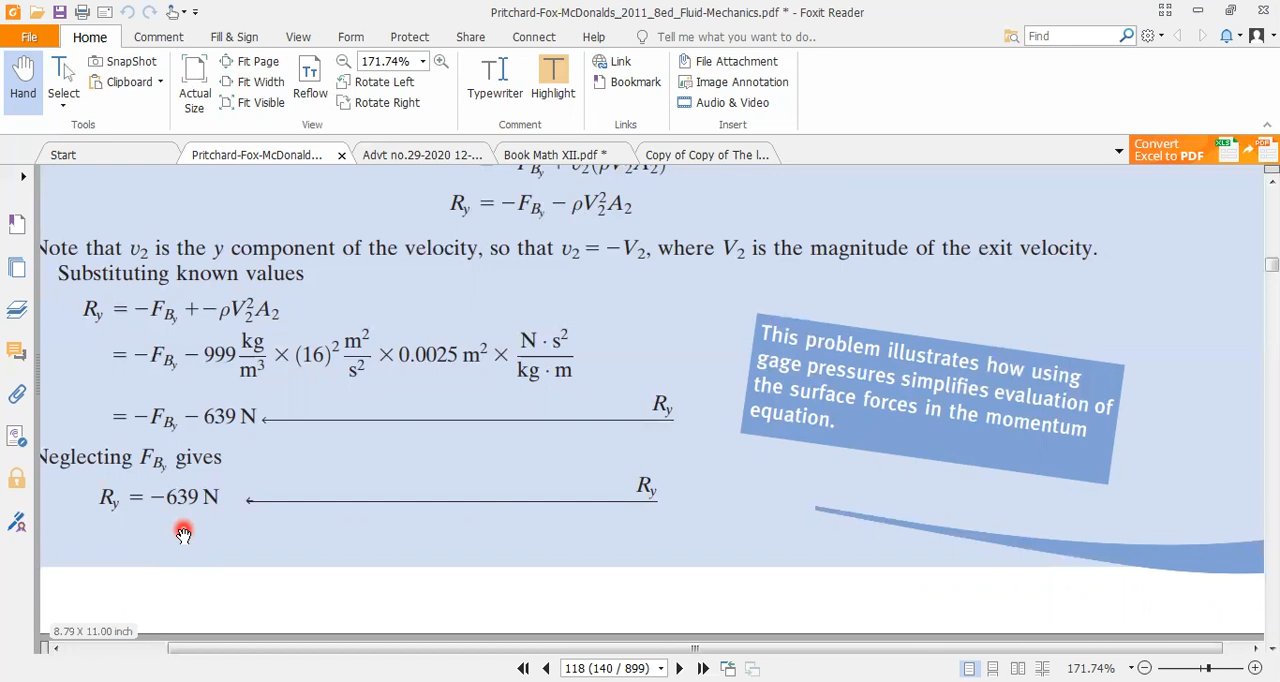 Pritchard-Fox-McDonalds_2011_8ed_Fluid-Mechanics.pdf * - Foxit Reader
File Home Comment Fill & Sign View Form Protect Share Connect Help Tell me what you want to do.. Find
Hand
Select
SnapShot
Clipboard
Tools
Actual Size
Fit Page
Fit Width
Fit Visible
Reflow
171.74%
Rotate Left
Rotate Right
View
Typewriter
Highlight
Comment
Link
Bookmark
Links
File Attachment
Image Annotation
Audio & Video
Insert
Start Pritchard-Fox-McDonald... Advt no.29-2020 12-... Book Math XII.pdf * Copy of Copy of The l...
Convert Excel to PDF
R_y = −F_{B_y} − ρV_2^2A_2
Note that υ_2 is the y component of the velocity, so that υ_2 = −V_2, where V_2 is the magnitude of the exit velocity.
Substituting known values
R_y = −F_{B_y} + −ρV_2^2A_2
= −F_{B_y} − 999 kg/m³ × (16)² m²/s² × 0.0025 m² × N · s²/kg · m
= −F_{B_y} − 639 N R_y
Neglecting F_{B_y} gives
R_y = −639 N R_y
This problem illustrates how using
gage pressures simplifies evaluation of
the surface forces in the momentum
equation.
8.79 X 11.00 inch
118 (140 / 899) 171.74%